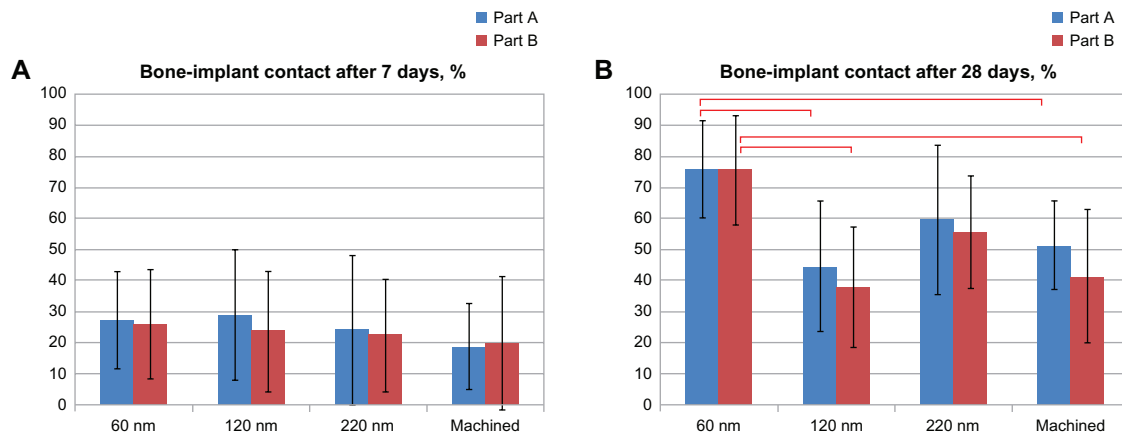 Part A
Part B
A
Bone-implant contact after 7 days, %
100
90
80
70
60
50
40
30
20
10
0
60 nm 120 nm 220 nm Machined
Part A
Part B
B
Bone-implant contact after 28 days, %
100
90
80
70
60
50
40
30
20
10
0
60 nm 120 nm 220 nm Machined